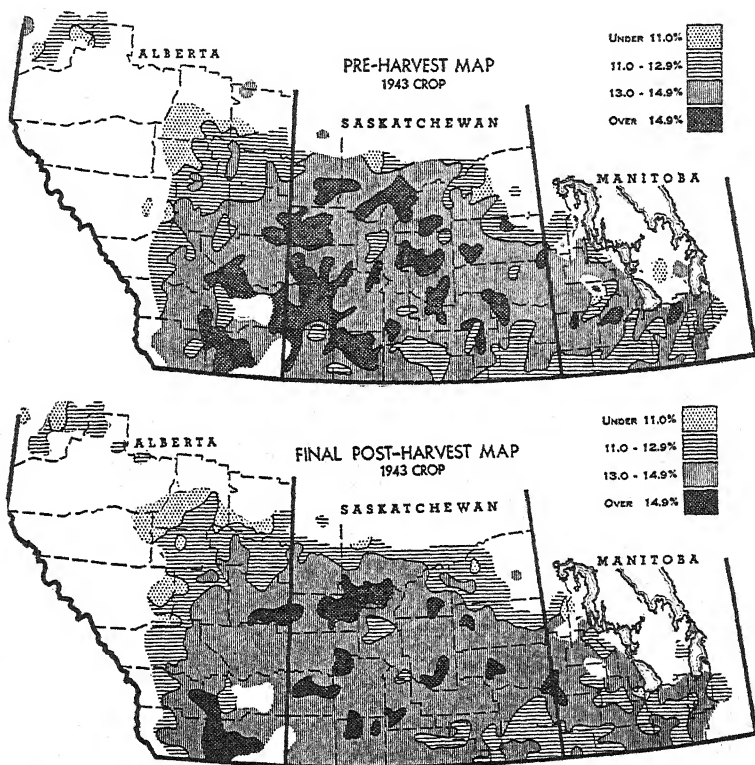 ALBERTA
PRE-HARVEST MAP
1943 CROP
SASKATCHEWAN
MANITOBA
UNDER 11.0%
11.0 - 12.9%
13.0 - 14.9%
OVER 14.9%
ALBERTA
FINAL POST-HARVEST MAP
1943 CROP
SASKATCHEWAN
MANITOBA
UNDER 11.0%
11.0 - 12.9%
13.0 - 14.9%
OVER 14.9%